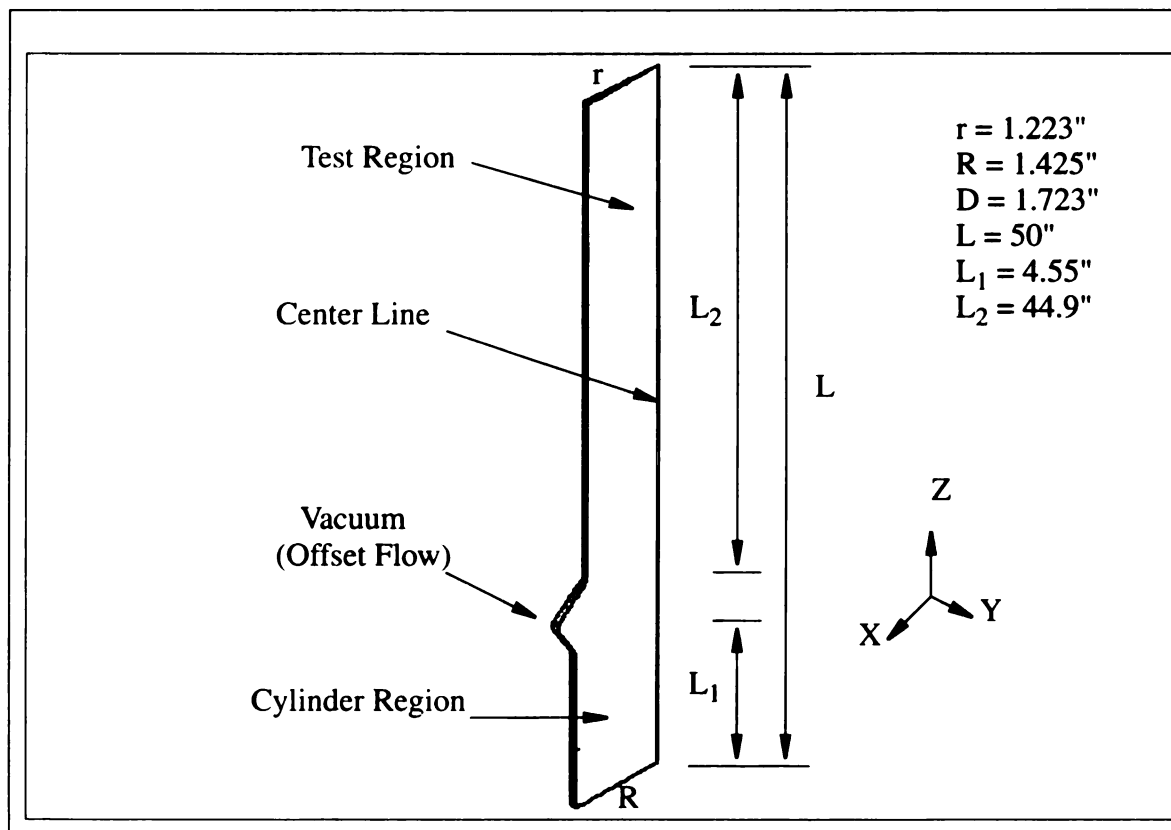 r
Test Region
Center Line
Vacuum
(Offset Flow)
Cylinder Region
R
L₂
L
L₁
r = 1.223"
R = 1.425"
D = 1.723"
L = 50"
L₁ = 4.55"
L₂ = 44.9"
Z
X
Y